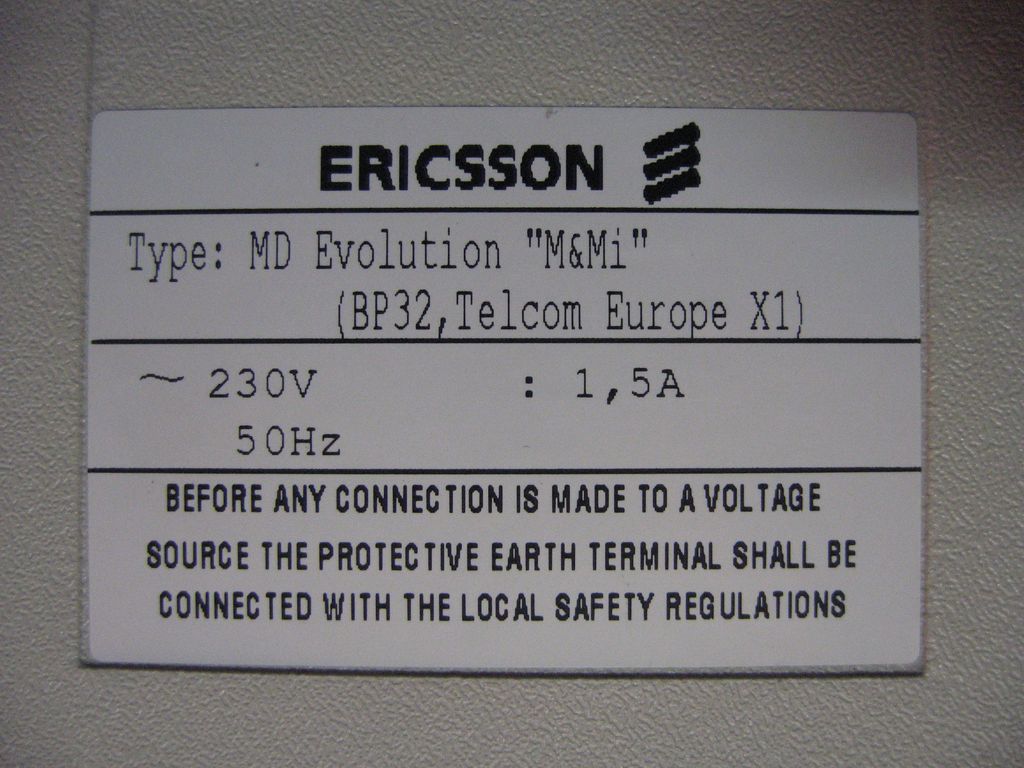 ERICSSON
Type: MD Evolution "M&Mi"
(BP32,Telcom Europe X1)
~ 230V : 1,5A
50Hz
BEFORE ANY CONNECTION IS MADE TO A VOLTAGE
SOURCE THE PROTECTIVE EARTH TERMINAL SHALL BE
CONNECTED WITH THE LOCAL SAFETY REGULATIONS